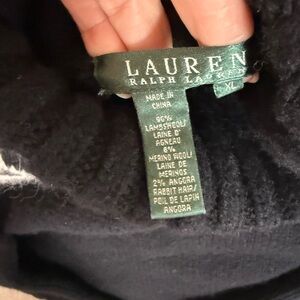 LAUREN
RALPH LAUREN
XL
MADE IN
CHINA
90%
LAMBSWOOL/
LAINE D'
AGNEAU
8%
MERINO WOOL/
LAINE DE
MERINOS
2% ANGORA
RABBIT HAIR/
POIL DE LAPIN
ANGORA